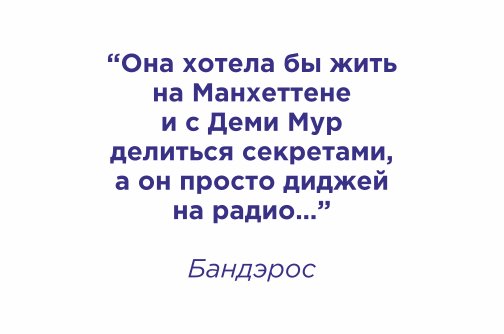 “Она хотела бы жить
на Манхеттене
и с Деми Мур
делиться секретами,
а он просто диджей
на радио...”
Бандэрос